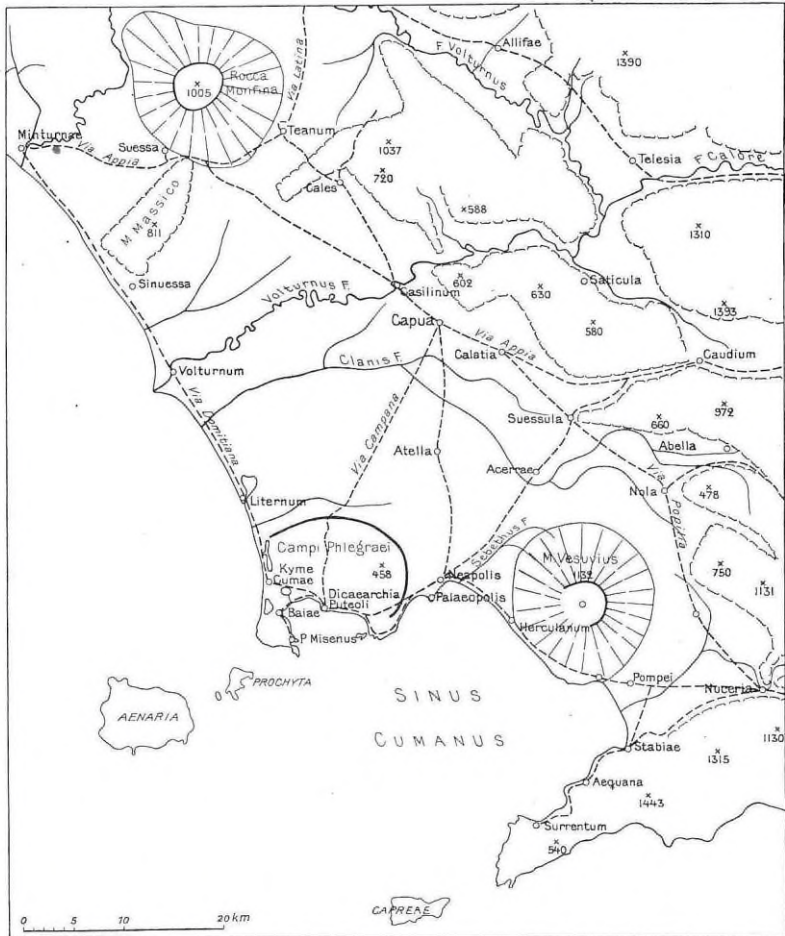 Allifae
F. Volturnus
1390
Via Latina
Rocca
Monfina
1005
Teanum
Minturnae
Via Appia
Suessa
1037
720
Telesia
F. Calore
Cales
588
M. Massico
811
1310
Sinuessa
Volturnus F.
Casilinum
602
630
Saticula
580
1393
Capua
Via Appia
Calatia
Caudium
Clanis F.
Volturnum
Via Domitiana
Via Campana
Suessula
660
972
Abella
Atella
Acerrae
Via Popilia
Nola
478
Liternum
Sebethus F.
Campi Phlegraei
458
M. Vesuvius
1132
750
1131
Kyme
Cumae
Neapolis
Dicaearchia
Puteoli
Palaeopolis
Baiae
Herculanum
P. Misenus
PROCHYTA
AENARIA
SINUS
CUMANUS
Pompei
Nuceria
Stabiae
1315
1130
Aequana
1443
Surrentum
540
CAPREAE
0 10 20 km